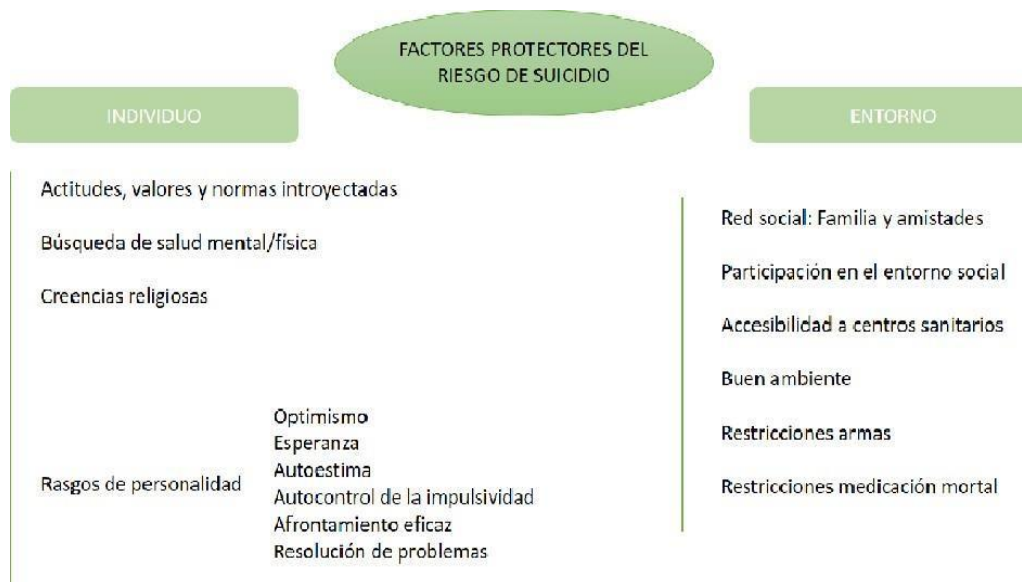 FACTORES PROTECTORES DEL
RIESGO DE SUICIDIO
INDIVIDUO
Actitudes, valores y normas introyectadas
Búsqueda de salud mental/física
Creencias religiosas
Rasgos de personalidad
Optimismo
Esperanza
Autoestima
Autocontrol de la impulsividad
Afrontamiento eficaz
Resolución de problemas
ENTORNO
Red social: Familia y amistades
Participación en el entorno social
Accesibilidad a centros sanitarios
Buen ambiente
Restricciones armas
Restricciones medicación mortal